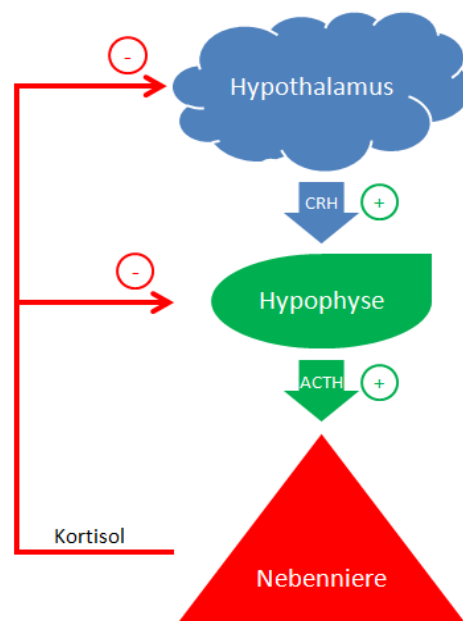 -
Hypothalamus
CRH +
-
Hypophyse
ACTH +
Kortisol
Nebenniere